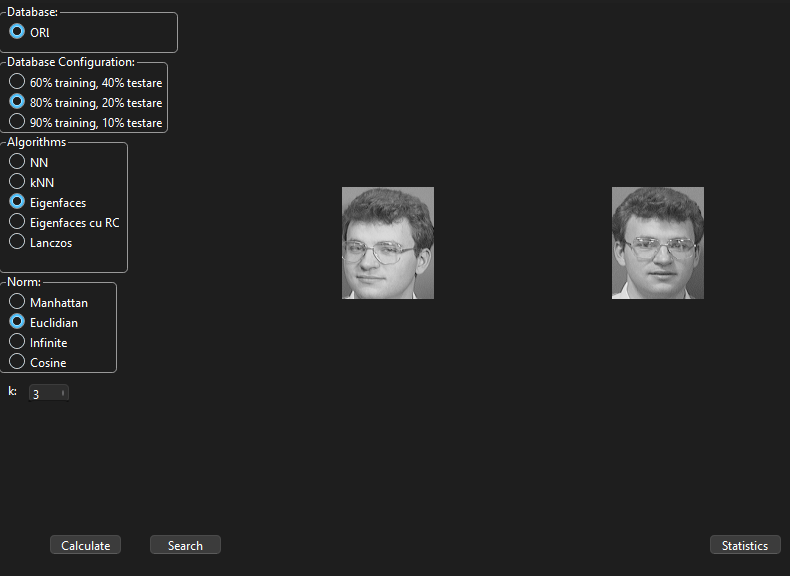 Database:
ORl
Database Configuration:
60% training, 40% testare
80% training, 20% testare
90% training, 10% testare
Algorithms
NN
kNN
Eigenfaces
Eigenfaces cu RC
Lanczos
Norm:
Manhattan
Euclidian
Infinite
Cosine
k: 3
Calculate Search Statistics